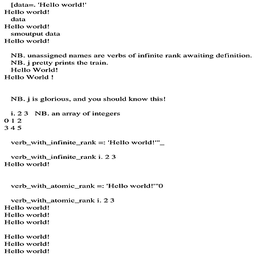 [data=. 'Hello world!'
Hello world!
data
Hello world!
smoutput data
Hello world!
NB. unassigned names are verbs of infinite rank awaiting definition.
NB. j pretty prints the train.
Hello World!
Hello World !
NB. j is glorious, and you should know this!
i. 2 3 NB. an array of integers
0 1 2
3 4 5
verb_with_infinite_rank =: 'Hello world!'"_
verb_with_infinite_rank i. 2 3
Hello world!
verb_with_atomic_rank =: 'Hello world!'"0
verb_with_atomic_rank i. 2 3
Hello world!
Hello world!
Hello world!
Hello world!
Hello world!
Hello world!